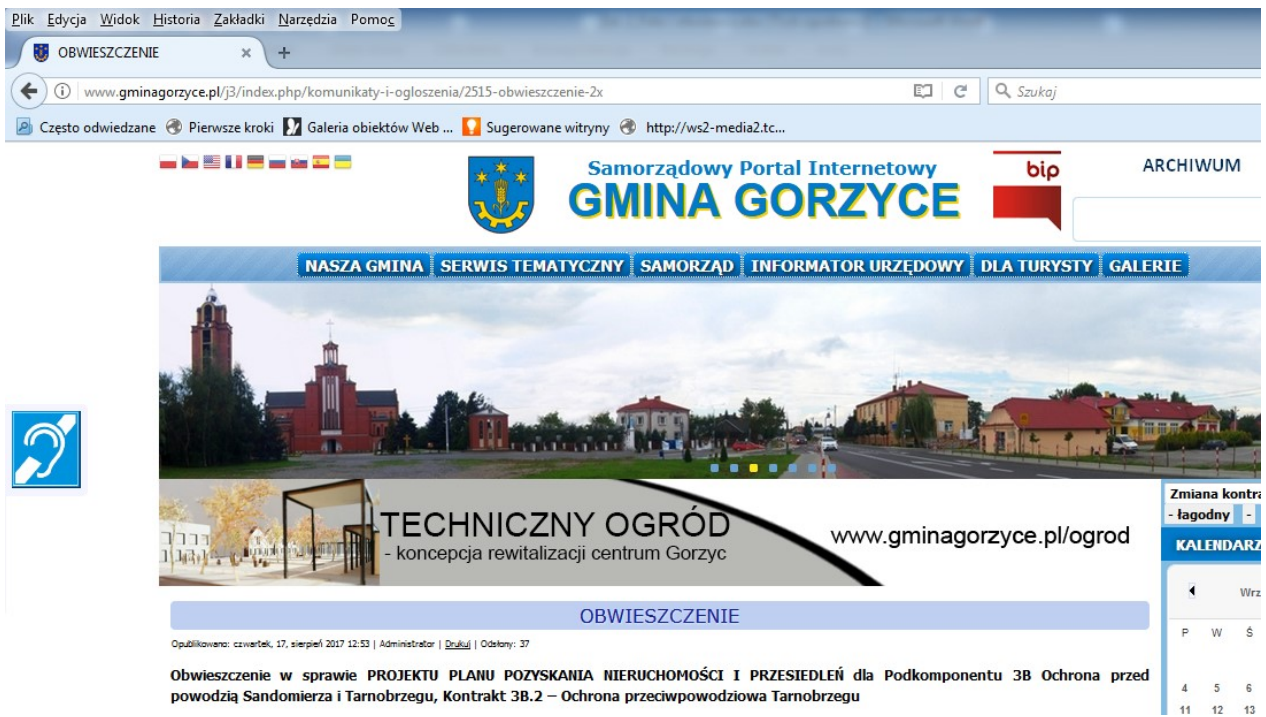 Plik Edycja Widok Historia Zakładki Narzędzia Pomoc
OBWIESZCZENIE × +
www.gminagorzyce.pl/j3/index.php/komunikaty-i-ogloszenia/2515-obwieszczenie-2x
Szukaj
Często odwiedzane Pierwsze kroki Galeria obiektów Web ... Sugerowane witryny http://ws2-media2.tc...
Samorządowy Portal Internetowy
GMINA GORZYCE
bip
ARCHIWUM
NASZA GMINA SERWIS TEMATYCZNY SAMORZĄD INFORMATOR URZĘDOWY DLA TURYSTY GALERIE
TECHNICZNY OGRÓD
- koncepcja rewitalizacji centrum Gorzyc
www.gminagorzyce.pl/ogrod
Zmiana kontra
- łagodny -
KALENDARZ
Wrz
P W Ś
4 5 6
11 12 13
OBWIESZCZENIE
Opublikowano: czwartek, 17, sierpień 2017 12:53 | Administrator | Drukuj | Odsłony: 37
Obwieszczenie w sprawie PROJEKTU PLANU POZYSKANIA NIERUCHOMOŚCI I PRZESIEDLEŃ dla Podkomponentu 3B Ochrona przed
powodzią Sandomierza i Tarnobrzegu, Kontrakt 3B.2 – Ochrona przeciwpowodziowa Tarnobrzegu